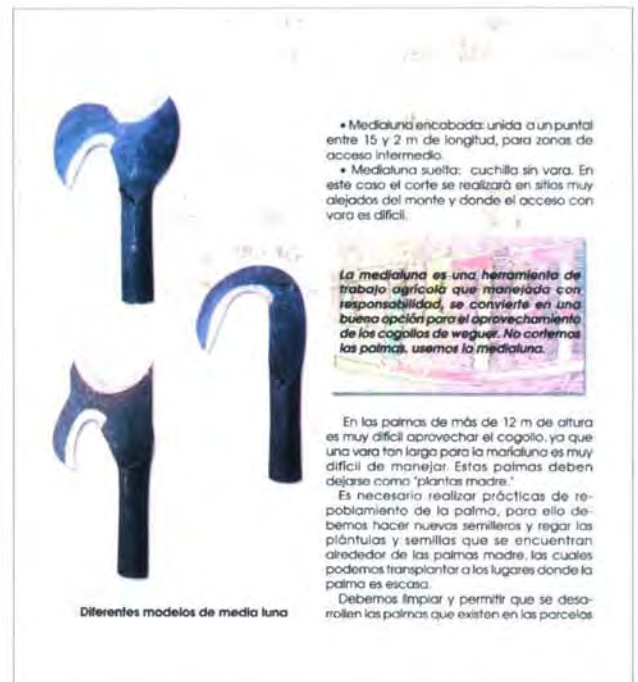 • Medialuna encabada: unida a un puntal
entre 15 y 2 m de longitud, para zonas de
acceso intermedio.
• Medialuna suelta: cuchilla sin vara. En
este caso el corte se realizará en sitios muy
alejados del monte y donde el acceso con
vara es difícil.
La medialuna es una herramienta de
trabajo agrícola que manejada con
responsabilidad, se convierte en una
buena opción para el aprovechamiento
de los cogollos de weguer. No cortemos
las palmas, usemos la medialuna.
En las palmas de más de 12 m de altura
es muy difícil aprovechar el cogollo, ya que
una vara tan larga para la marialuna es muy
difícil de manejar. Estas palmas deben
dejarse como "plantas madre."
Es necesario realizar prácticas de re-
poblamiento de la palma, para ello de-
bemos hacer nuevos semilleros y regar las
plántulas y semillas que se encuentran
alrededor de las palmas madre, las cuales
podemos transplantar a los lugares donde la
palma es escasa.
Debemos limpiar y permitir que se desa-
rrollen las palmas que existen en las parcelas
Diferentes modelos de media luna